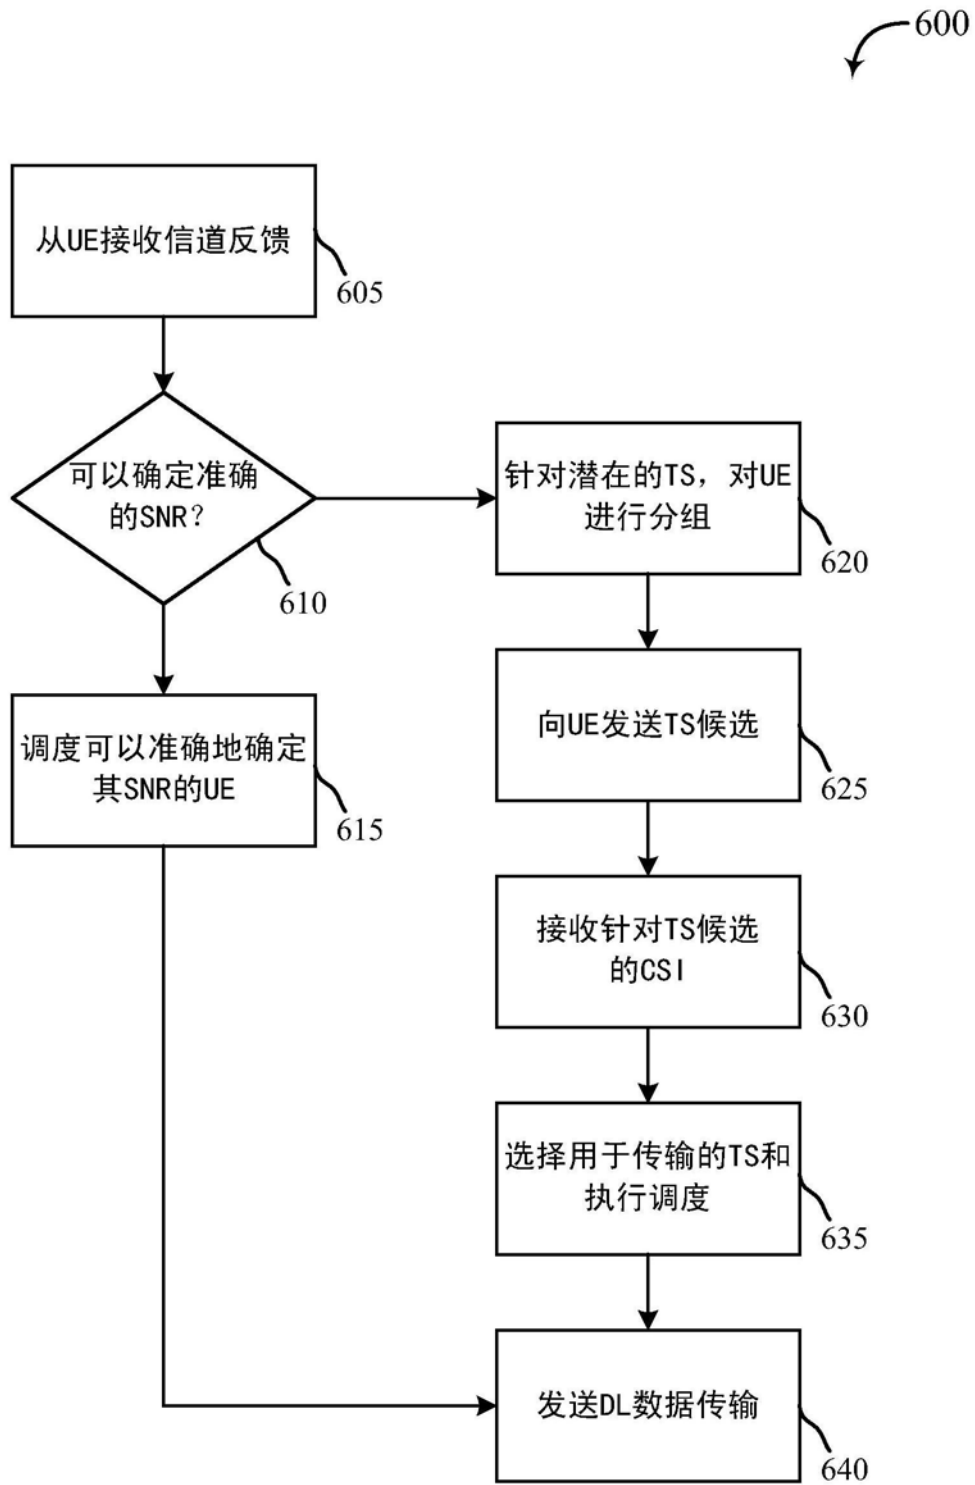 600
从UE接收信道反馈
605
可以确定准确
的SNR？
610
调度可以准确地确定
其SNR的UE
615
针对潜在的TS，对UE
进行分组
620
向UE发送TS候选
625
接收针对TS候选
的CSI
630
选择用于传输的TS和
执行调度
635
发送DL数据传输
640